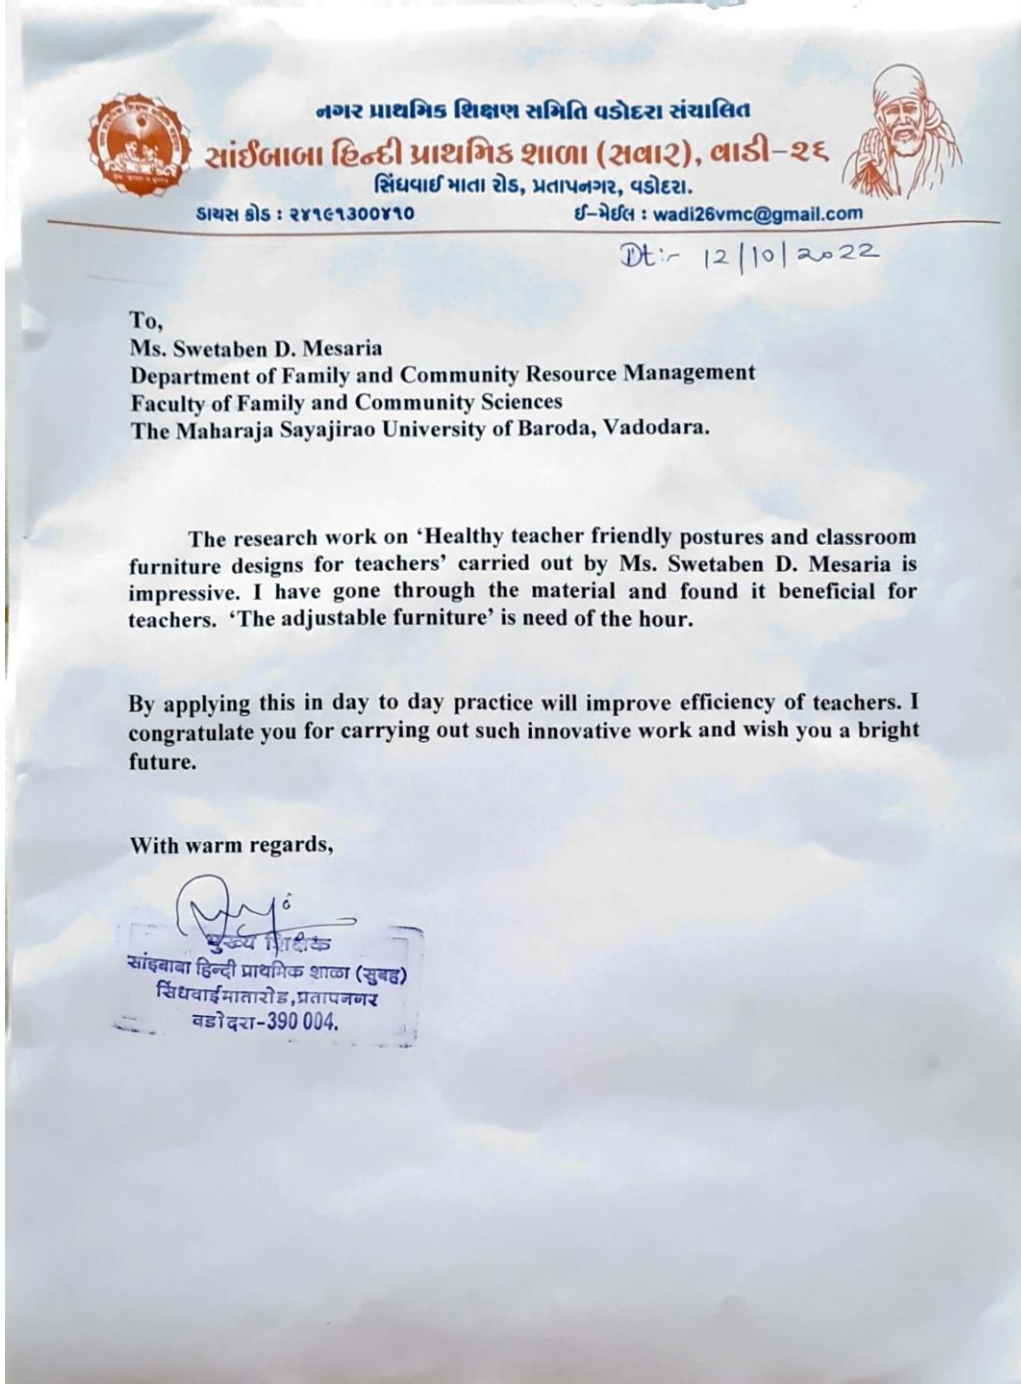 નગર પ્રાથમિક શિક્ષણ સમિતિ વડોદરા સંચાલિત
સાંઈબાબા હિન્દી પ્રાથમિક શાળા (સવાર), વાડી-૨૬
સિંધવાઈ માતા રોડ, પ્રતાપનગર, વડોદરા.
ડાયસ કોડ : ૨૪૧૯૧300૪૧0
ઈ-મેઈલ : wadi26vmc@gmail.com
Dt:- 12/10/2022
To,
Ms. Swetaben D. Mesaria
Department of Family and Community Resource Management
Faculty of Family and Community Sciences
The Maharaja Sayajirao University of Baroda, Vadodara.
The research work on ‘Healthy teacher friendly postures and classroom
furniture designs for teachers’ carried out by Ms. Swetaben D. Mesaria is
impressive. I have gone through the material and found it beneficial for
teachers. ‘The adjustable furniture’ is need of the hour.
By applying this in day to day practice will improve efficiency of teachers. I
congratulate you for carrying out such innovative work and wish you a bright
future.
With warm regards,
मुख्य शिक्षक
सांइबाबा हिन्दी प्राथमिक शाळा (सुबह)
सिंधवाईमातारोड,प्रतापनगर
वडोदरा-390 004.